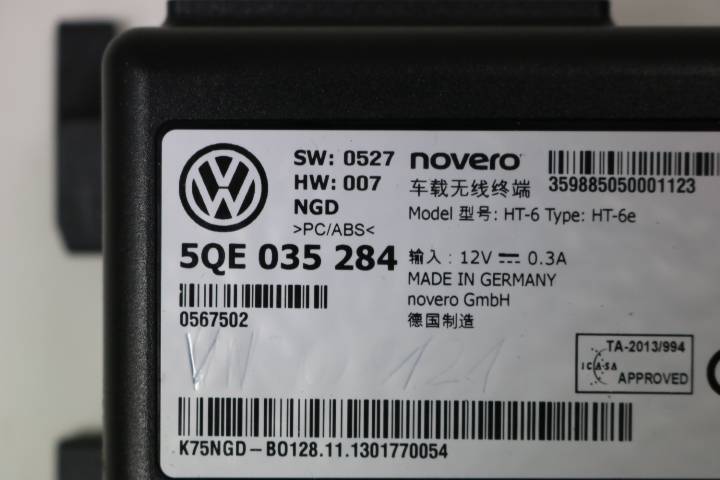 SW: 0527
HW: 007
NGD
>PC/ABS<
5QE 035 284
0567502
novero
车载无线终端
359885050001123
Model 型号: HT-6 Type: HT-6e
输入: 12V 0.3A
MADE IN GERMANY
novero GmbH
德国制造
TA-2013/994
ICASA
APPROVED
K75NGD-BO128.11.1301770054